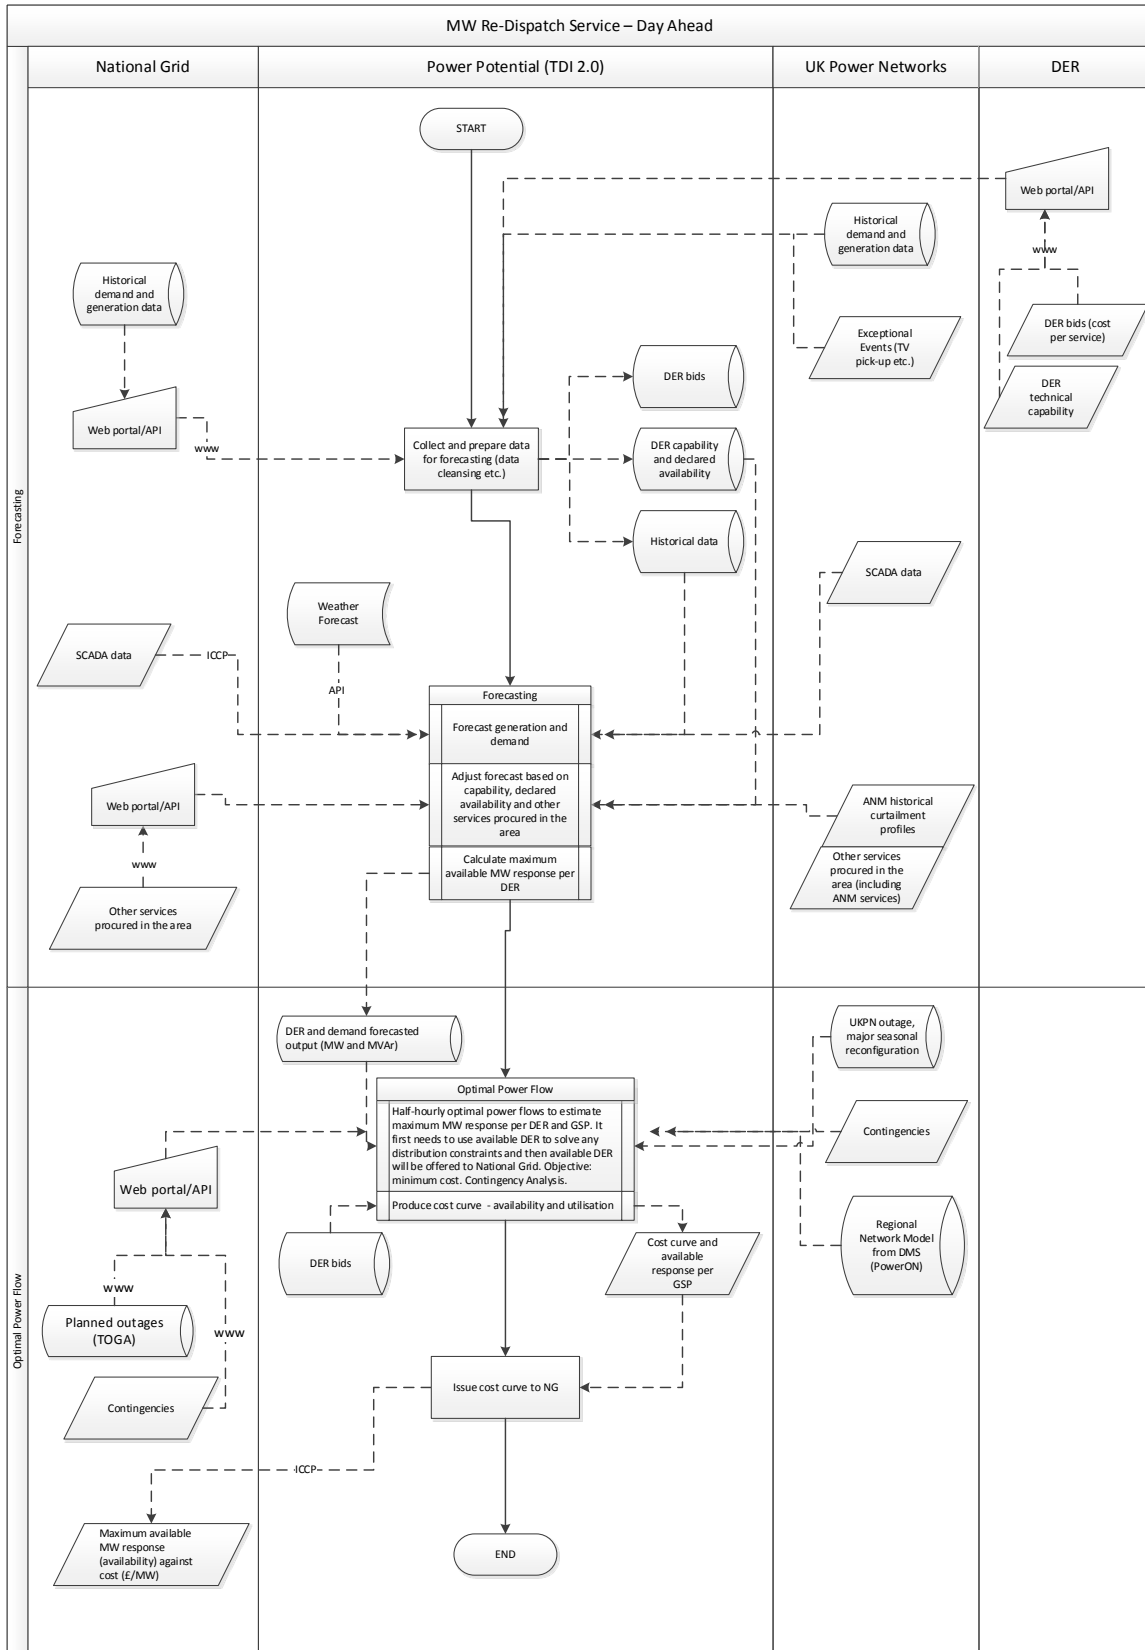 MW Re-Dispatch Service – Day Ahead
National Grid
Power Potential (TDI 2.0)
UK Power Networks
DER
Forecasting
START
Web portal/API
Historical
demand and
generation data
www
Historical
demand and
generation data
DER bids (cost
per service)
Exceptional
Events (TV
pick-up etc.)
DER bids
DER
technical
capability
Web portal/API
www
Collect and prepare data
for forecasting (data
cleansing etc.)
DER capability
and declared
availability
Historical data
SCADA data
Weather
Forecast
SCADA data
ICCP
API
Forecasting
Forecast generation and
demand
Adjust forecast based on
capability, declared
availability and other
services procured in the
area
Calculate maximum
available MW response per
DER
Web portal/API
www
Other services
procured in the area
ANM historical
curtailment
profiles
Other services
procured in the
area (including
ANM services)
Optimal Power Flow
DER and demand forecasted
output (MW and MVAr)
UKPN outage,
major seasonal
reconfiguration
Optimal Power Flow
Half-hourly optimal power flows to estimate
maximum MW response per DER and GSP. It
first needs to use available DER to solve any
distribution constraints and then available DER
will be offered to National Grid. Objective:
minimum cost. Contingency Analysis.
Produce cost curve - availability and utilisation
Contingencies
Web portal/API
DER bids
Cost curve and
available
response per
GSP
Regional
Network Model
from DMS
(PowerON)
www
www
Planned outages
(TOGA)
Contingencies
Issue cost curve to NG
ICCP
Maximum available
MW response
(availability) against
cost (£/MW)
END